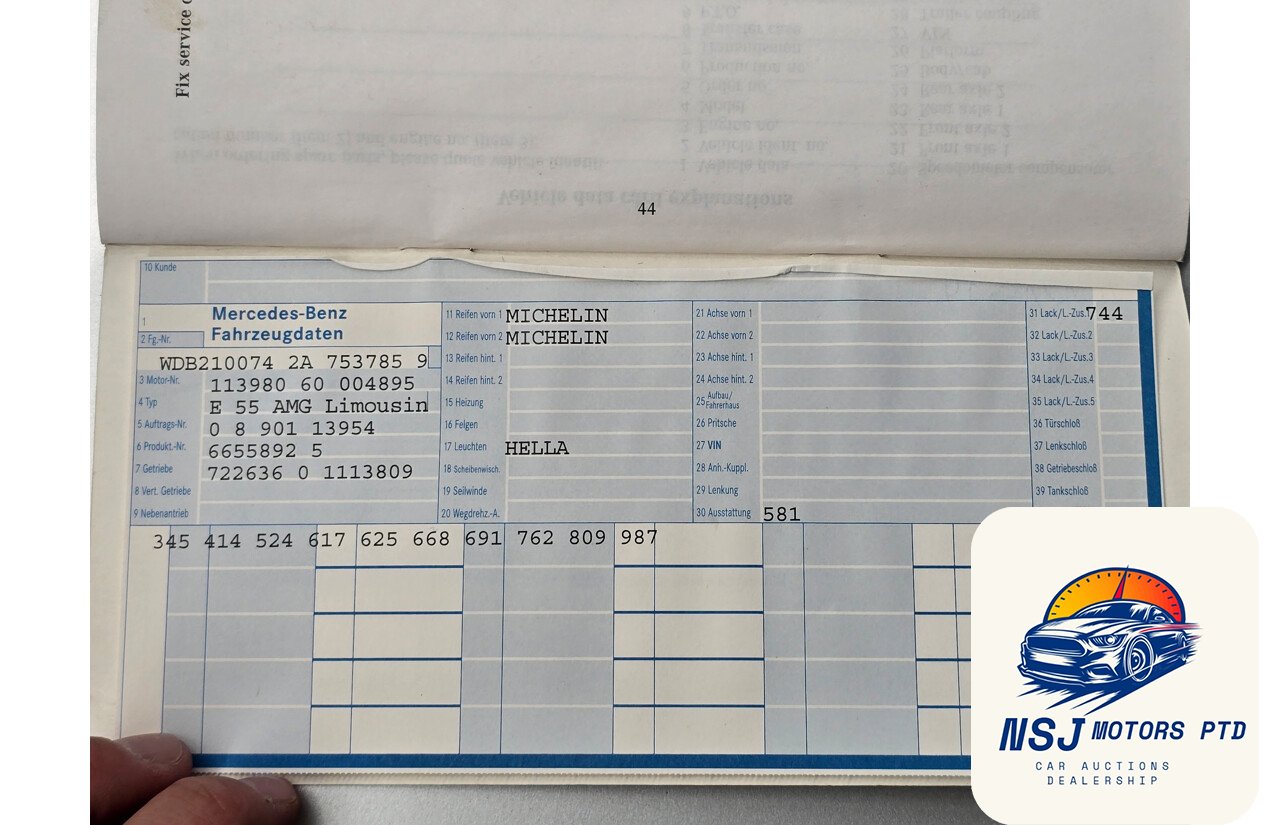 Fix service
44
10 Kunde
1
Mercedes-Benz
Fahrzeugdaten
2 Fg.-Nr.
WDB210074 2A 753785 9
3 Motor-Nr. 113980 60 004895
4 Typ E 55 AMG Limousin
5 Auftrags-Nr. 0 8 901 13954
6 Produkt.-Nr. 6655892 5
7 Getriebe 722636 0 1113809
8 Vert. Getriebe
9 Nebenantrieb
11 Reifen vorn 1 MICHELIN
12 Reifen vorn 2 MICHELIN
13 Reifen hint. 1
14 Reifen hint. 2
15 Heizung
16 Felgen
17 Leuchten HELLA
18 Scheibenwisch.
19 Seilwinde
20 Wegdrehz.-A.
21 Achse vorn 1
22 Achse vorn 2
23 Achse hint. 1
24 Achse hint. 2
25 Aufbau/
Fahrerhaus
26 Pritsche
27 VIN
28 Anh.-Kuppl.
29 Lenkung
30 Ausstattung 581
31 Lack/L.-Zus. 744
32 Lack/L.-Zus.2
33 Lack/L.-Zus.3
34 Lack/L.-Zus.4
35 Lack/L.-Zus.5
36 Türschloß
37 Lenkschloß
38 Getriebeschloß
39 Tankschloß
345 414 524 617 625 668 691 762 809 987
NSJ MOTORS PTD
CAR AUCTIONS
DEALERSHIP